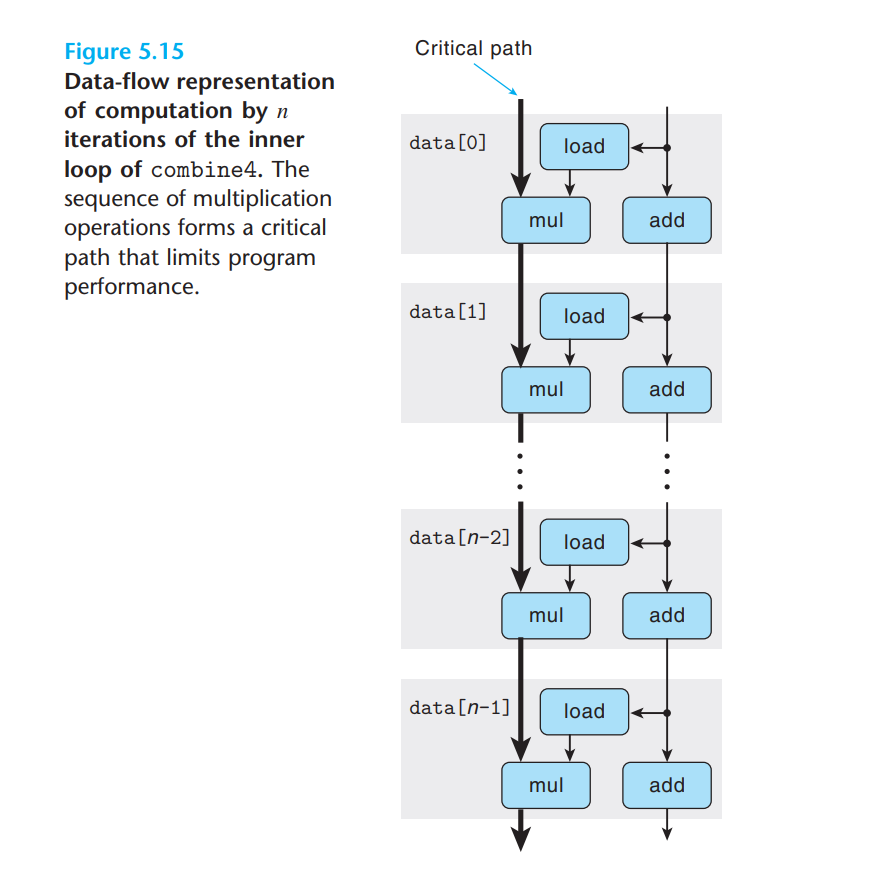 Figure 5.15
Data-flow representation
of computation by n
iterations of the inner
loop of combine4. The
sequence of multiplication
operations forms a critical
path that limits program
performance.
Critical path
data[0]
load
mul
add
data[1]
load
mul
add
data[n-2]
load
mul
add
data[n-1]
load
mul
add